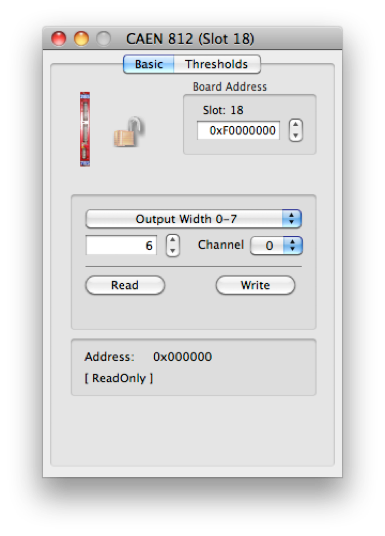 CAEN 812 (Slot 18)
Basic Thresholds
Board Address
Slot: 18
0xF0000000
Output Width 0-7
6 Channel 0
Read Write
Address: 0x000000
[ ReadOnly ]